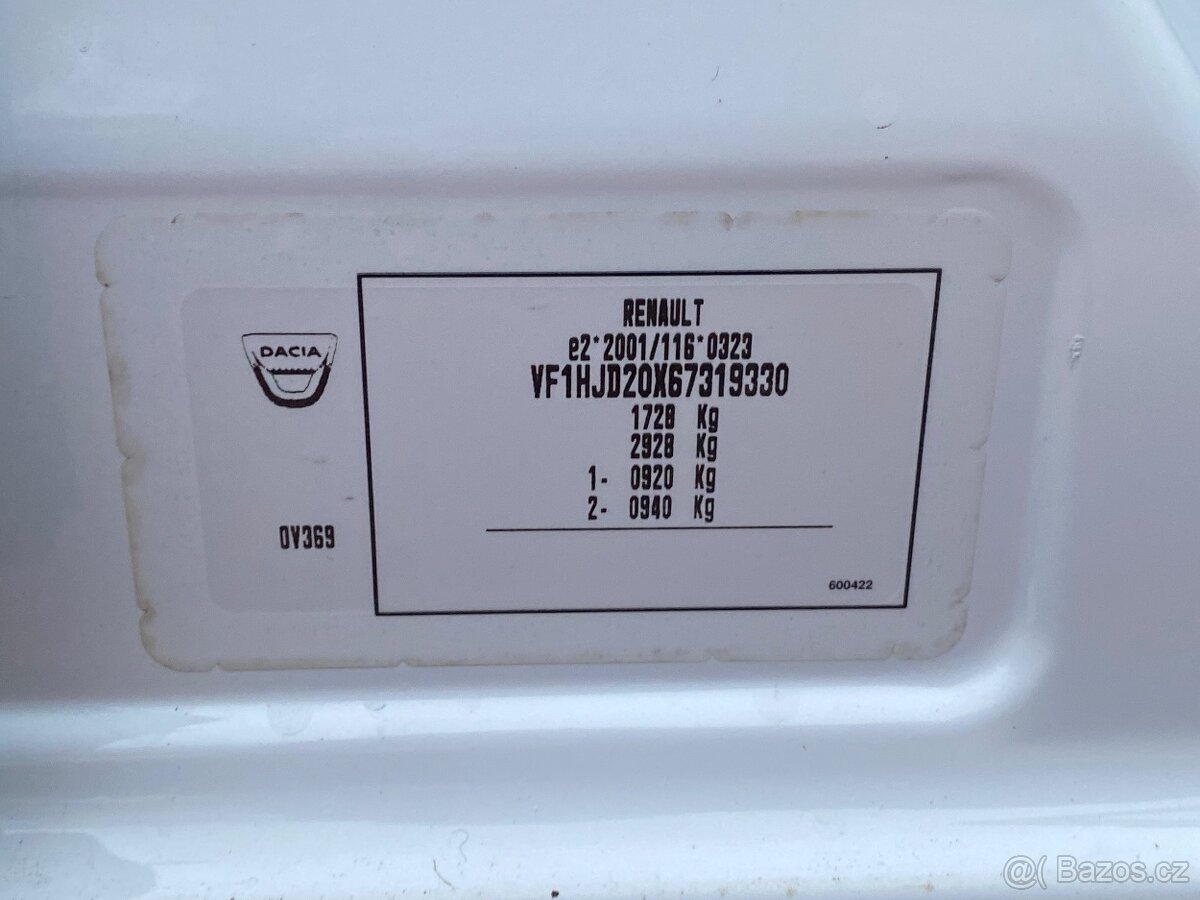 DACIA
RENAULT
e2*2001/116*0323
VF1HJD20X67319330
1728 Kg
2928 Kg
1- 0920 Kg
2- 0940 Kg
0V369
600422
@( Bazos.cz